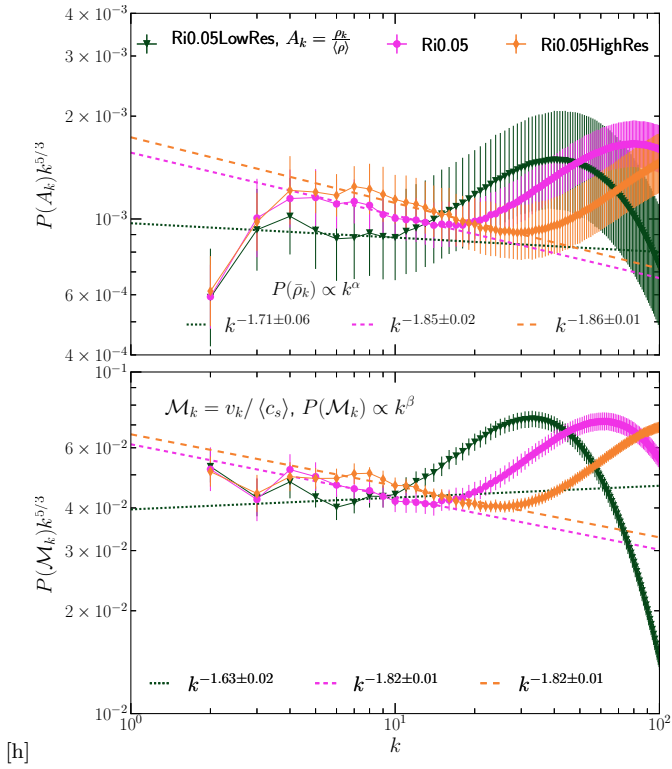 Ri0.05LowRes, A_k = ρ_k/⟨ρ⟩ Ri0.05 Ri0.05HighRes
4 × 10⁻³
3 × 10⁻³
2 × 10⁻³
10⁻³
6 × 10⁻⁴
4 × 10⁻⁴
P(A_k)k^{5/3}
P(ρ̄_k) ∝ k^α
k^{−1.71±0.06} k^{−1.85±0.02} k^{−1.86±0.01}
10⁻¹
6 × 10⁻²
4 × 10⁻²
3 × 10⁻²
2 × 10⁻²
10⁻²
P(ℳ_k)k^{5/3}
ℳ_k = v_k/⟨c_s⟩, P(ℳ_k) ∝ k^β
k^{−1.63±0.02} k^{−1.82±0.01} k^{−1.82±0.01}
10⁰ 10¹ 10²
k
[h]